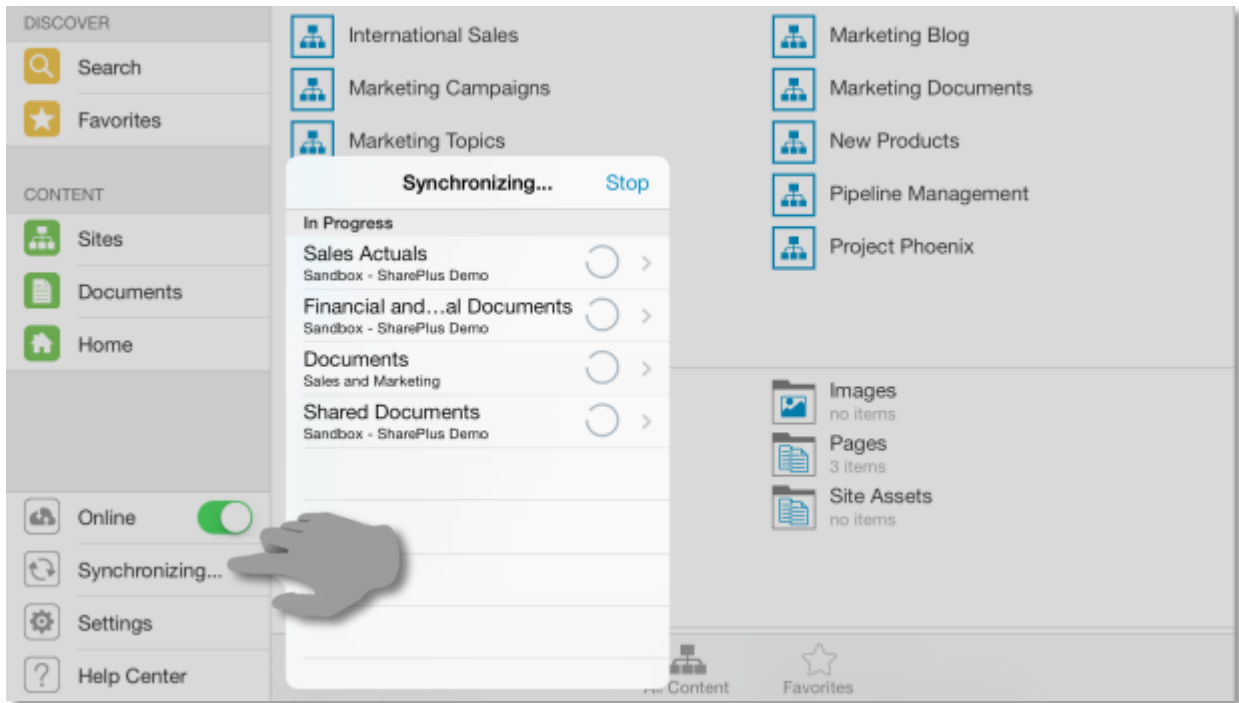 DISCOVER
Search
Favorites
CONTENT
Sites
Documents
Home
Online
Synchronizing...
Settings
? Help Center
International Sales
Marketing Campaigns
Marketing Topics
Marketing Blog
Marketing Documents
New Products
Pipeline Management
Project Phoenix
Synchronizing... Stop
In Progress
Sales Actuals
Sandbox - SharePlus Demo
Financial and...al Documents
Sandbox - SharePlus Demo
Documents
Sales and Marketing
Shared Documents
Sandbox - SharePlus Demo
Images
no items
Pages
3 items
Site Assets
no items
All Content
Favorites